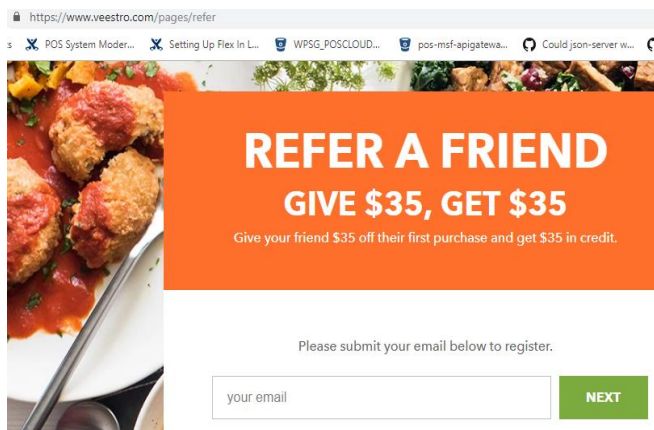 https://www.veestro.com/pages/refer
POS System Moder... Setting Up Flex In L... WPSG_POSCLOUD... pos-msf-apigatewa... Could json-server w...
REFER A FRIEND
GIVE $35, GET $35
Give your friend $35 off their first purchase and get $35 in credit.
Please submit your email below to register.
your email NEXT